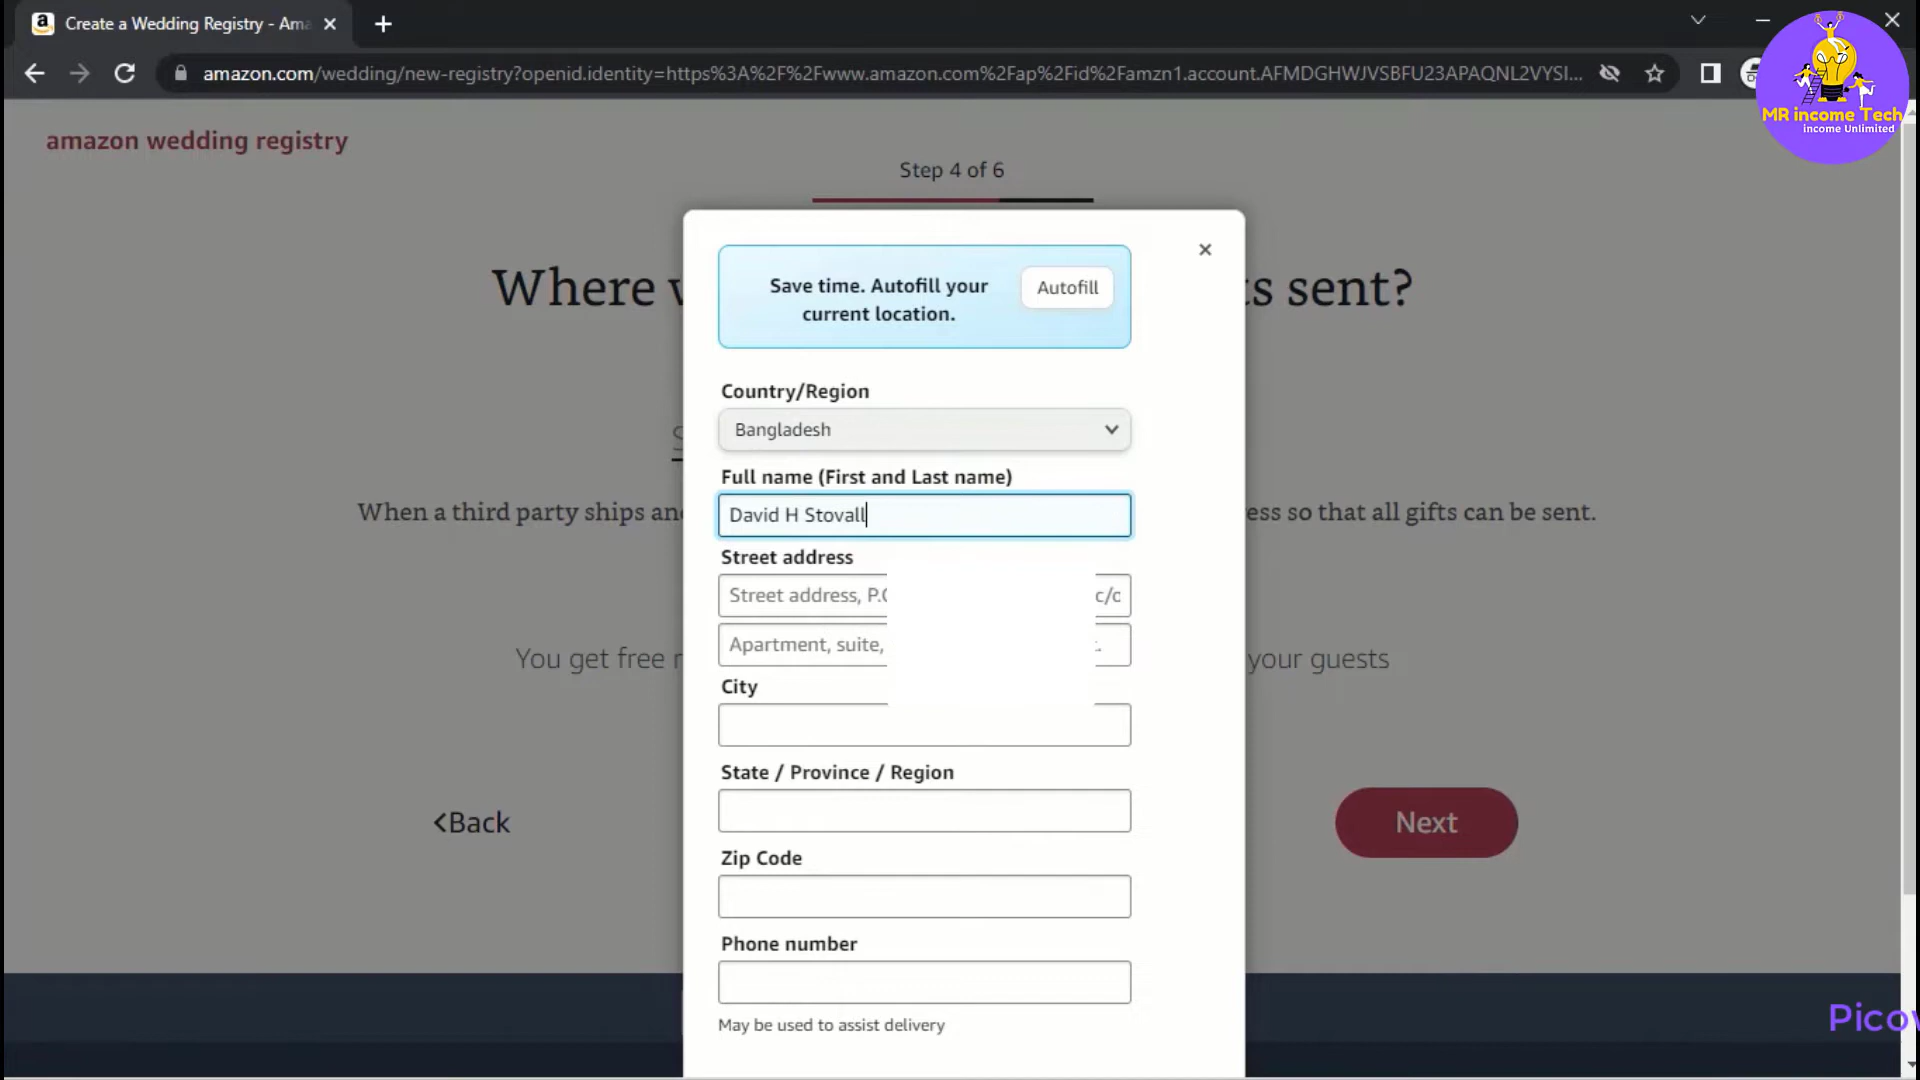 Create a Wedding Registry - Ama
amazon.com/wedding/new-registry?openid.identity=https%3A%2F%2Fwww.amazon.com%2Fap%2Fid%2Famzn1.account.AFMDGHWJVSBFU23APAQNL2VYSI...
MR income Tech
income Unlimited
amazon wedding registry
Step 4 of 6
Where
ts sent?
Save time. Autofill your
current location.
Autofill
Country/Region
Bangladesh
Full name (First and Last name)
David H Stovall
When a third party ships an
ess so that all gifts can be sent.
Street address
Street address, P.O
c/o
Apartment, suite,
You get free
your guests
City
State / Province / Region
Back
Next
Zip Code
Phone number
May be used to assist delivery
Pico